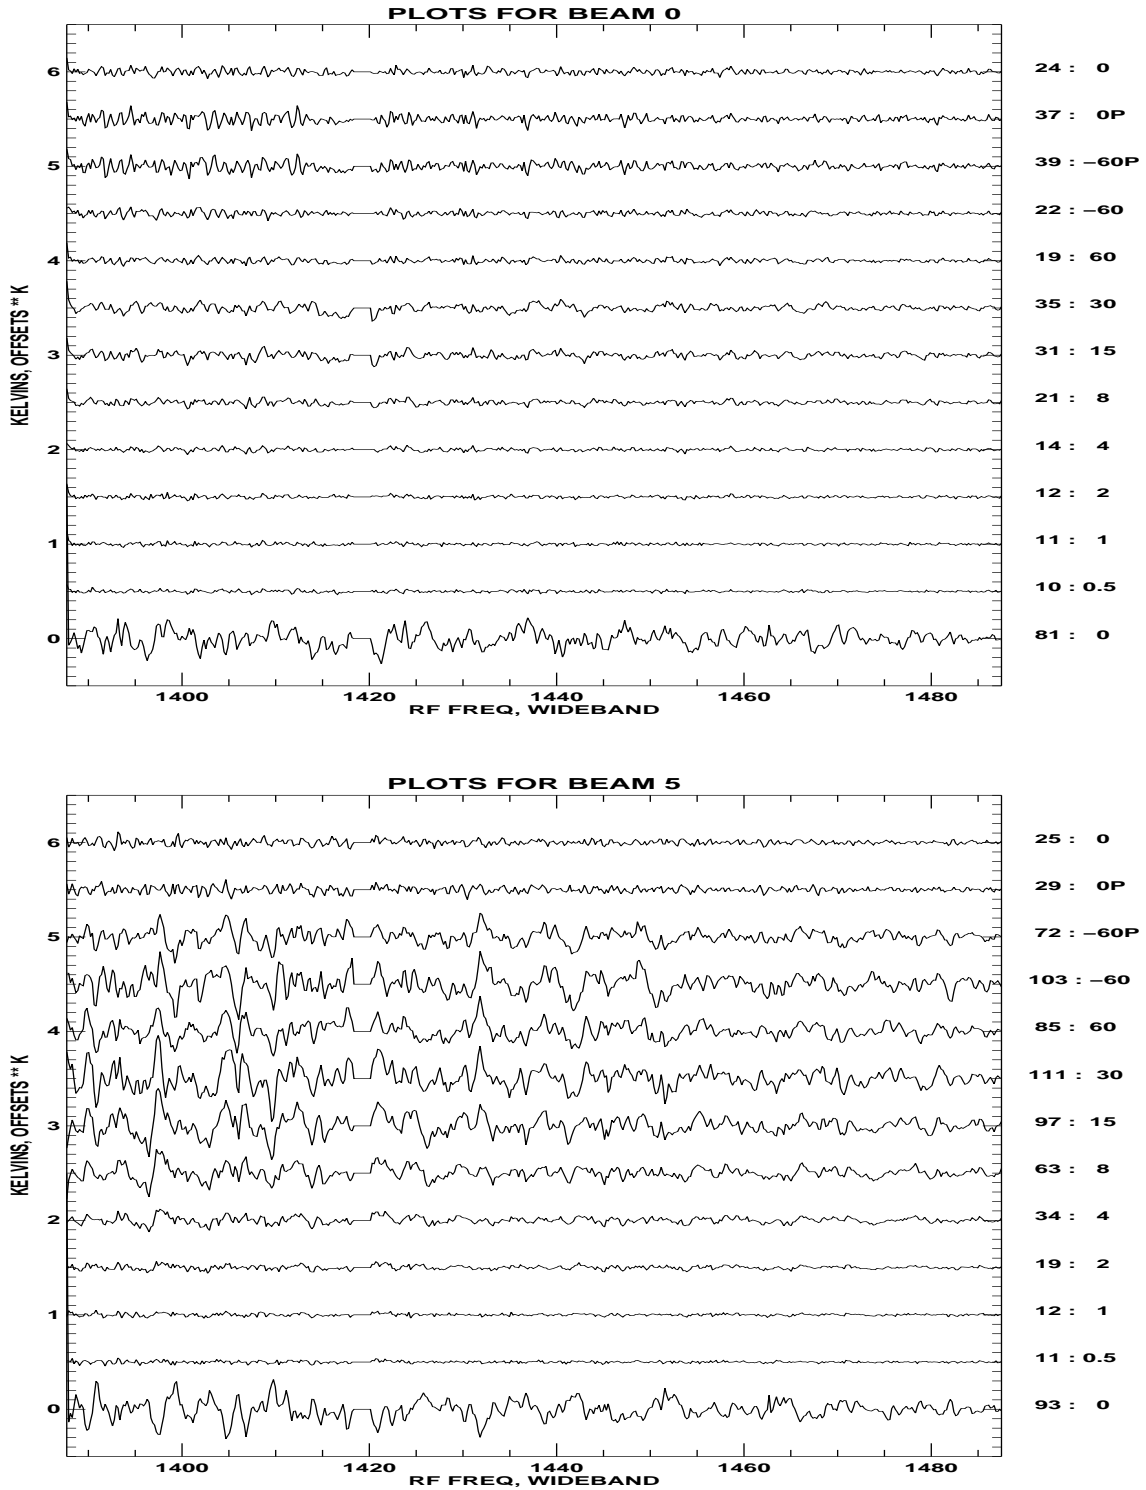 PLOTS FOR BEAM 0
KELVINS, OFFSETS ** K
6
5
4
3
2
1
0
24 : 0
37 : 0P
39 : −60P
22 : −60
19 : 60
35 : 30
31 : 15
21 : 8
14 : 4
12 : 2
11 : 1
10 : 0.5
81 : 0
1400 1420 1440 1460 1480
RF FREQ, WIDEBAND
PLOTS FOR BEAM 5
KELVINS, OFFSETS ** K
6
5
4
3
2
1
0
25 : 0
29 : 0P
72 : −60P
103 : −60
85 : 60
111 : 30
97 : 15
63 : 8
34 : 4
19 : 2
12 : 1
11 : 0.5
93 : 0
1400 1420 1440 1460 1480
RF FREQ, WIDEBAND